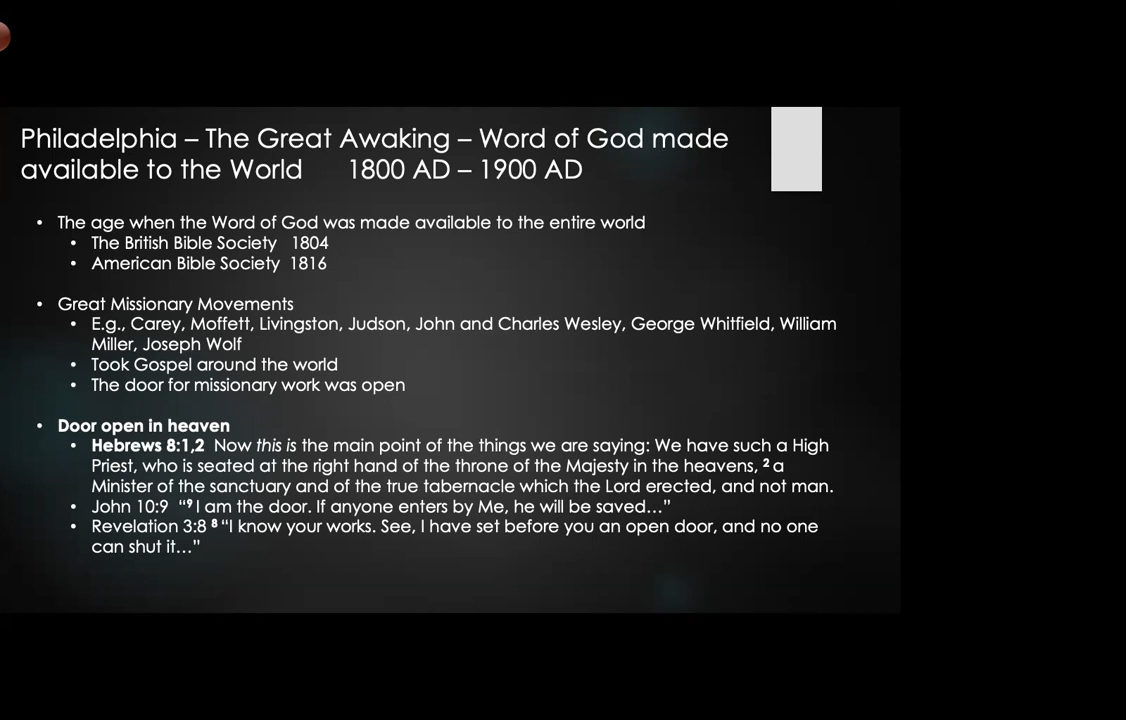 Philadelphia – The Great Awaking – Word of God made
available to the World 1800 AD – 1900 AD
• The age when the Word of God was made available to the entire world
• The British Bible Society 1804
• American Bible Society 1816
• Great Missionary Movements
• E.g., Carey, Moffett, Livingston, Judson, John and Charles Wesley, George Whitfield, William
Miller, Joseph Wolf
• Took Gospel around the world
• The door for missionary work was open
• Door open in heaven
• Hebrews 8:1,2 Now this is the main point of the things we are saying: We have such a High
Priest, who is seated at the right hand of the throne of the Majesty in the heavens, ² a
Minister of the sanctuary and of the true tabernacle which the Lord erected, and not man.
• John 10:9 “⁹ I am the door. If anyone enters by Me, he will be saved…”
• Revelation 3:8 ⁸ “I know your works. See, I have set before you an open door, and no one
can shut it…”